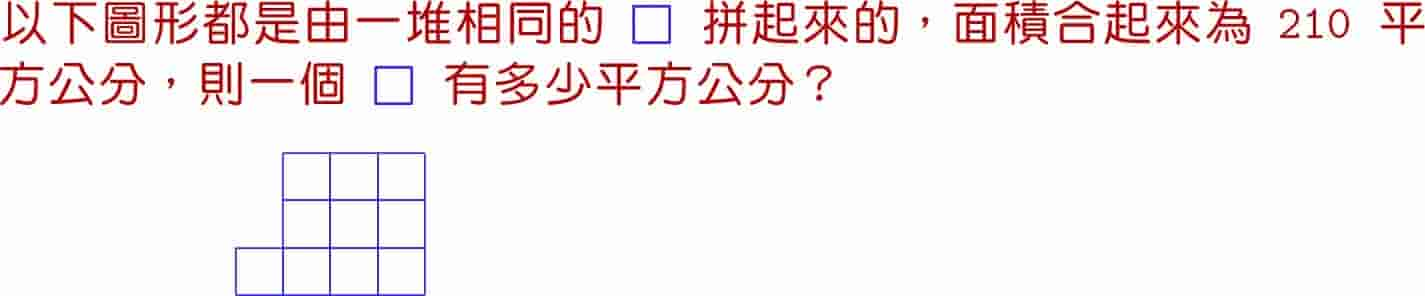 以下圖形都是由一堆相同的 □ 拼起來的，面積合起來為 210 平
方公分，則一個 □ 有多少平方公分？